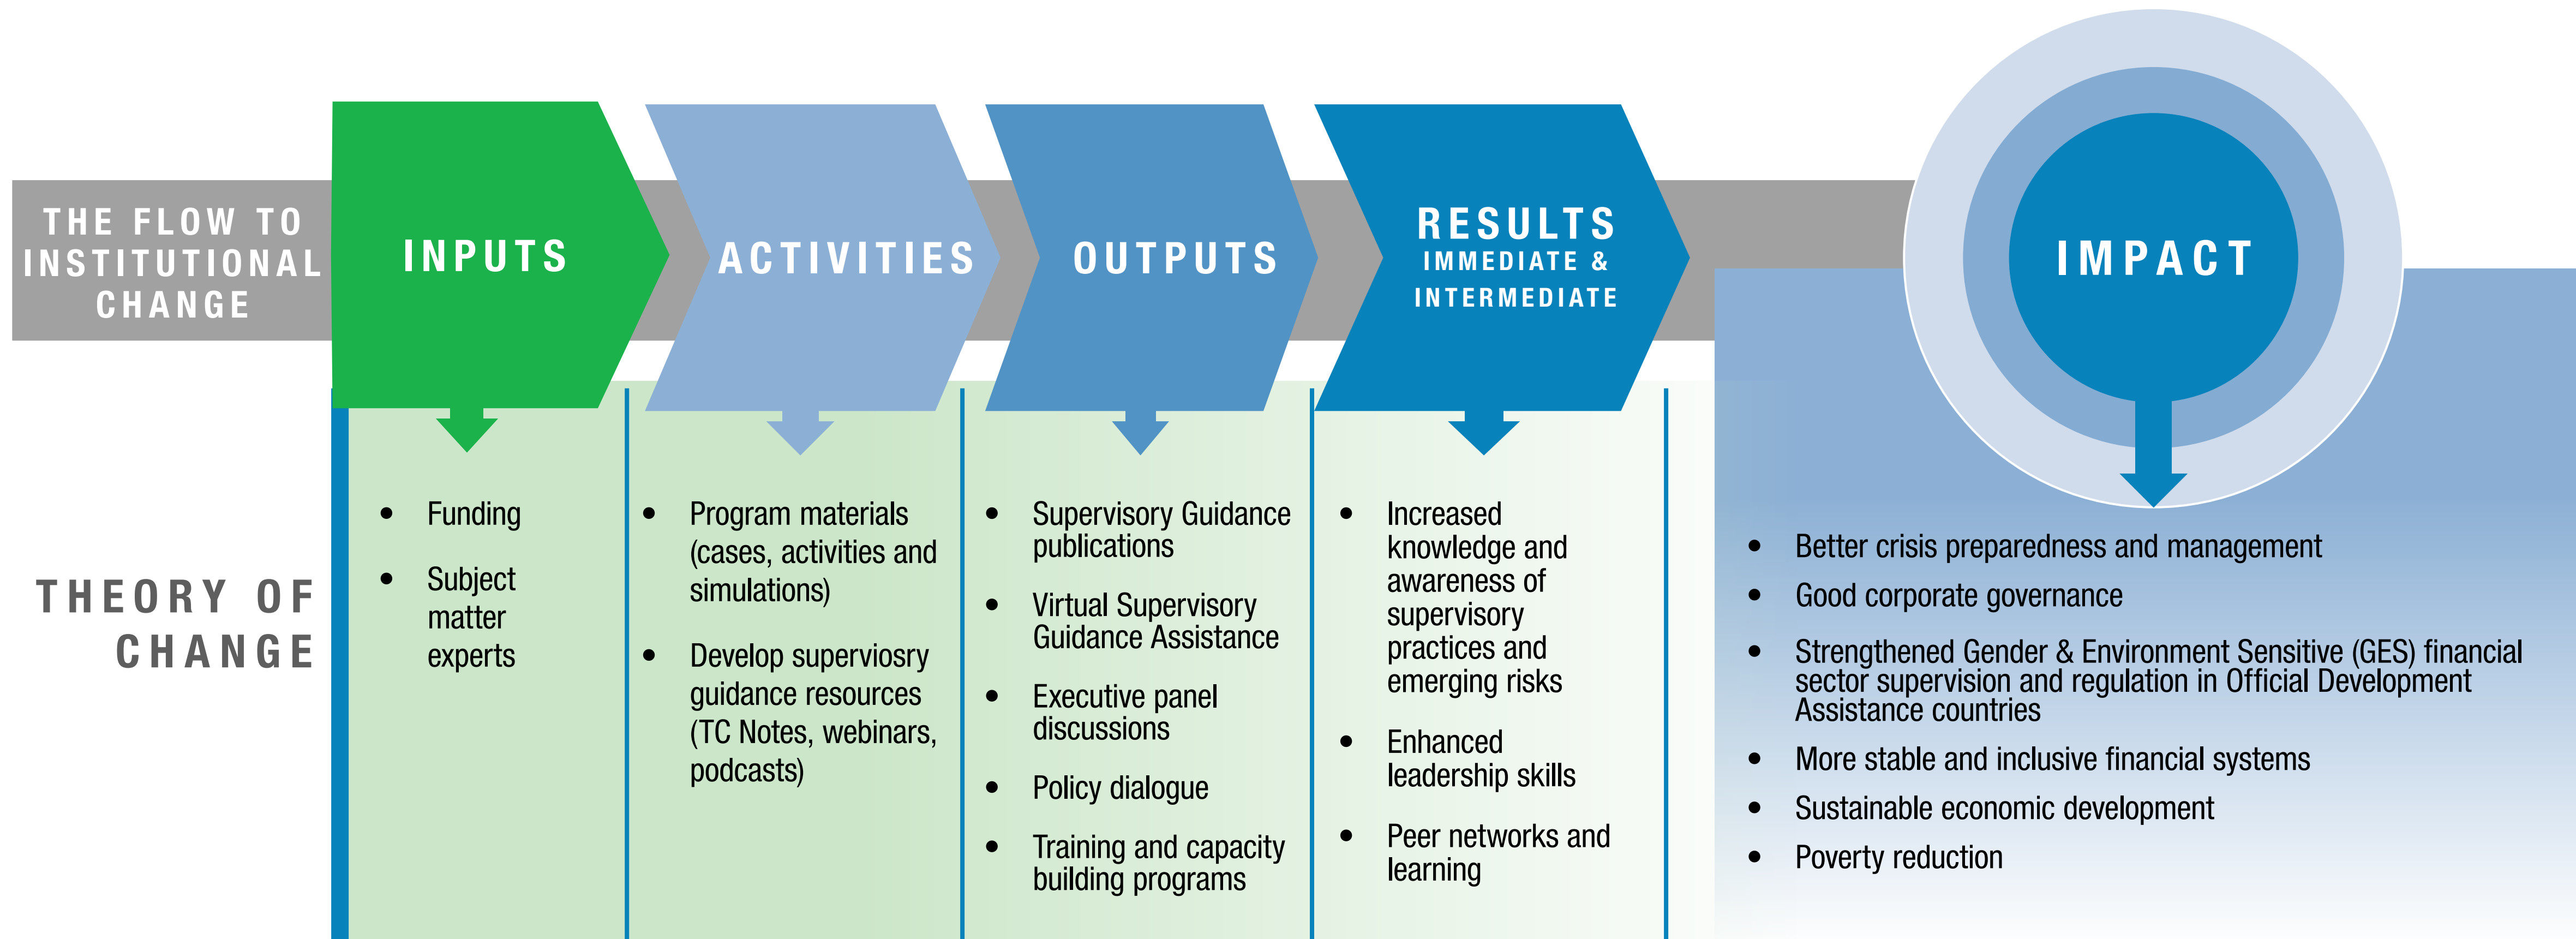 THE FLOW TO
INSTITUTIONAL
CHANGE
INPUTS
ACTIVITIES
OUTPUTS
RESULTS
IMMEDIATE &
INTERMEDIATE
IMPACT
THEORY OF
CHANGE
• Funding
• Subject
matter
experts
• Program materials
(cases, activities and
simulations)
• Develop superviosry
guidance resources
(TC Notes, webinars,
podcasts)
• Supervisory Guidance
publications
• Virtual Supervisory
Guidance Assistance
• Executive panel
discussions
• Policy dialogue
• Training and capacity
building programs
• Increased
knowledge and
awareness of
supervisory
practices and
emerging risks
• Enhanced
leadership skills
• Peer networks and
learning
• Better crisis preparedness and management
• Good corporate governance
• Strengthened Gender & Environment Sensitive (GES) financial
sector supervision and regulation in Official Development
Assistance countries
• More stable and inclusive financial systems
• Sustainable economic development
• Poverty reduction